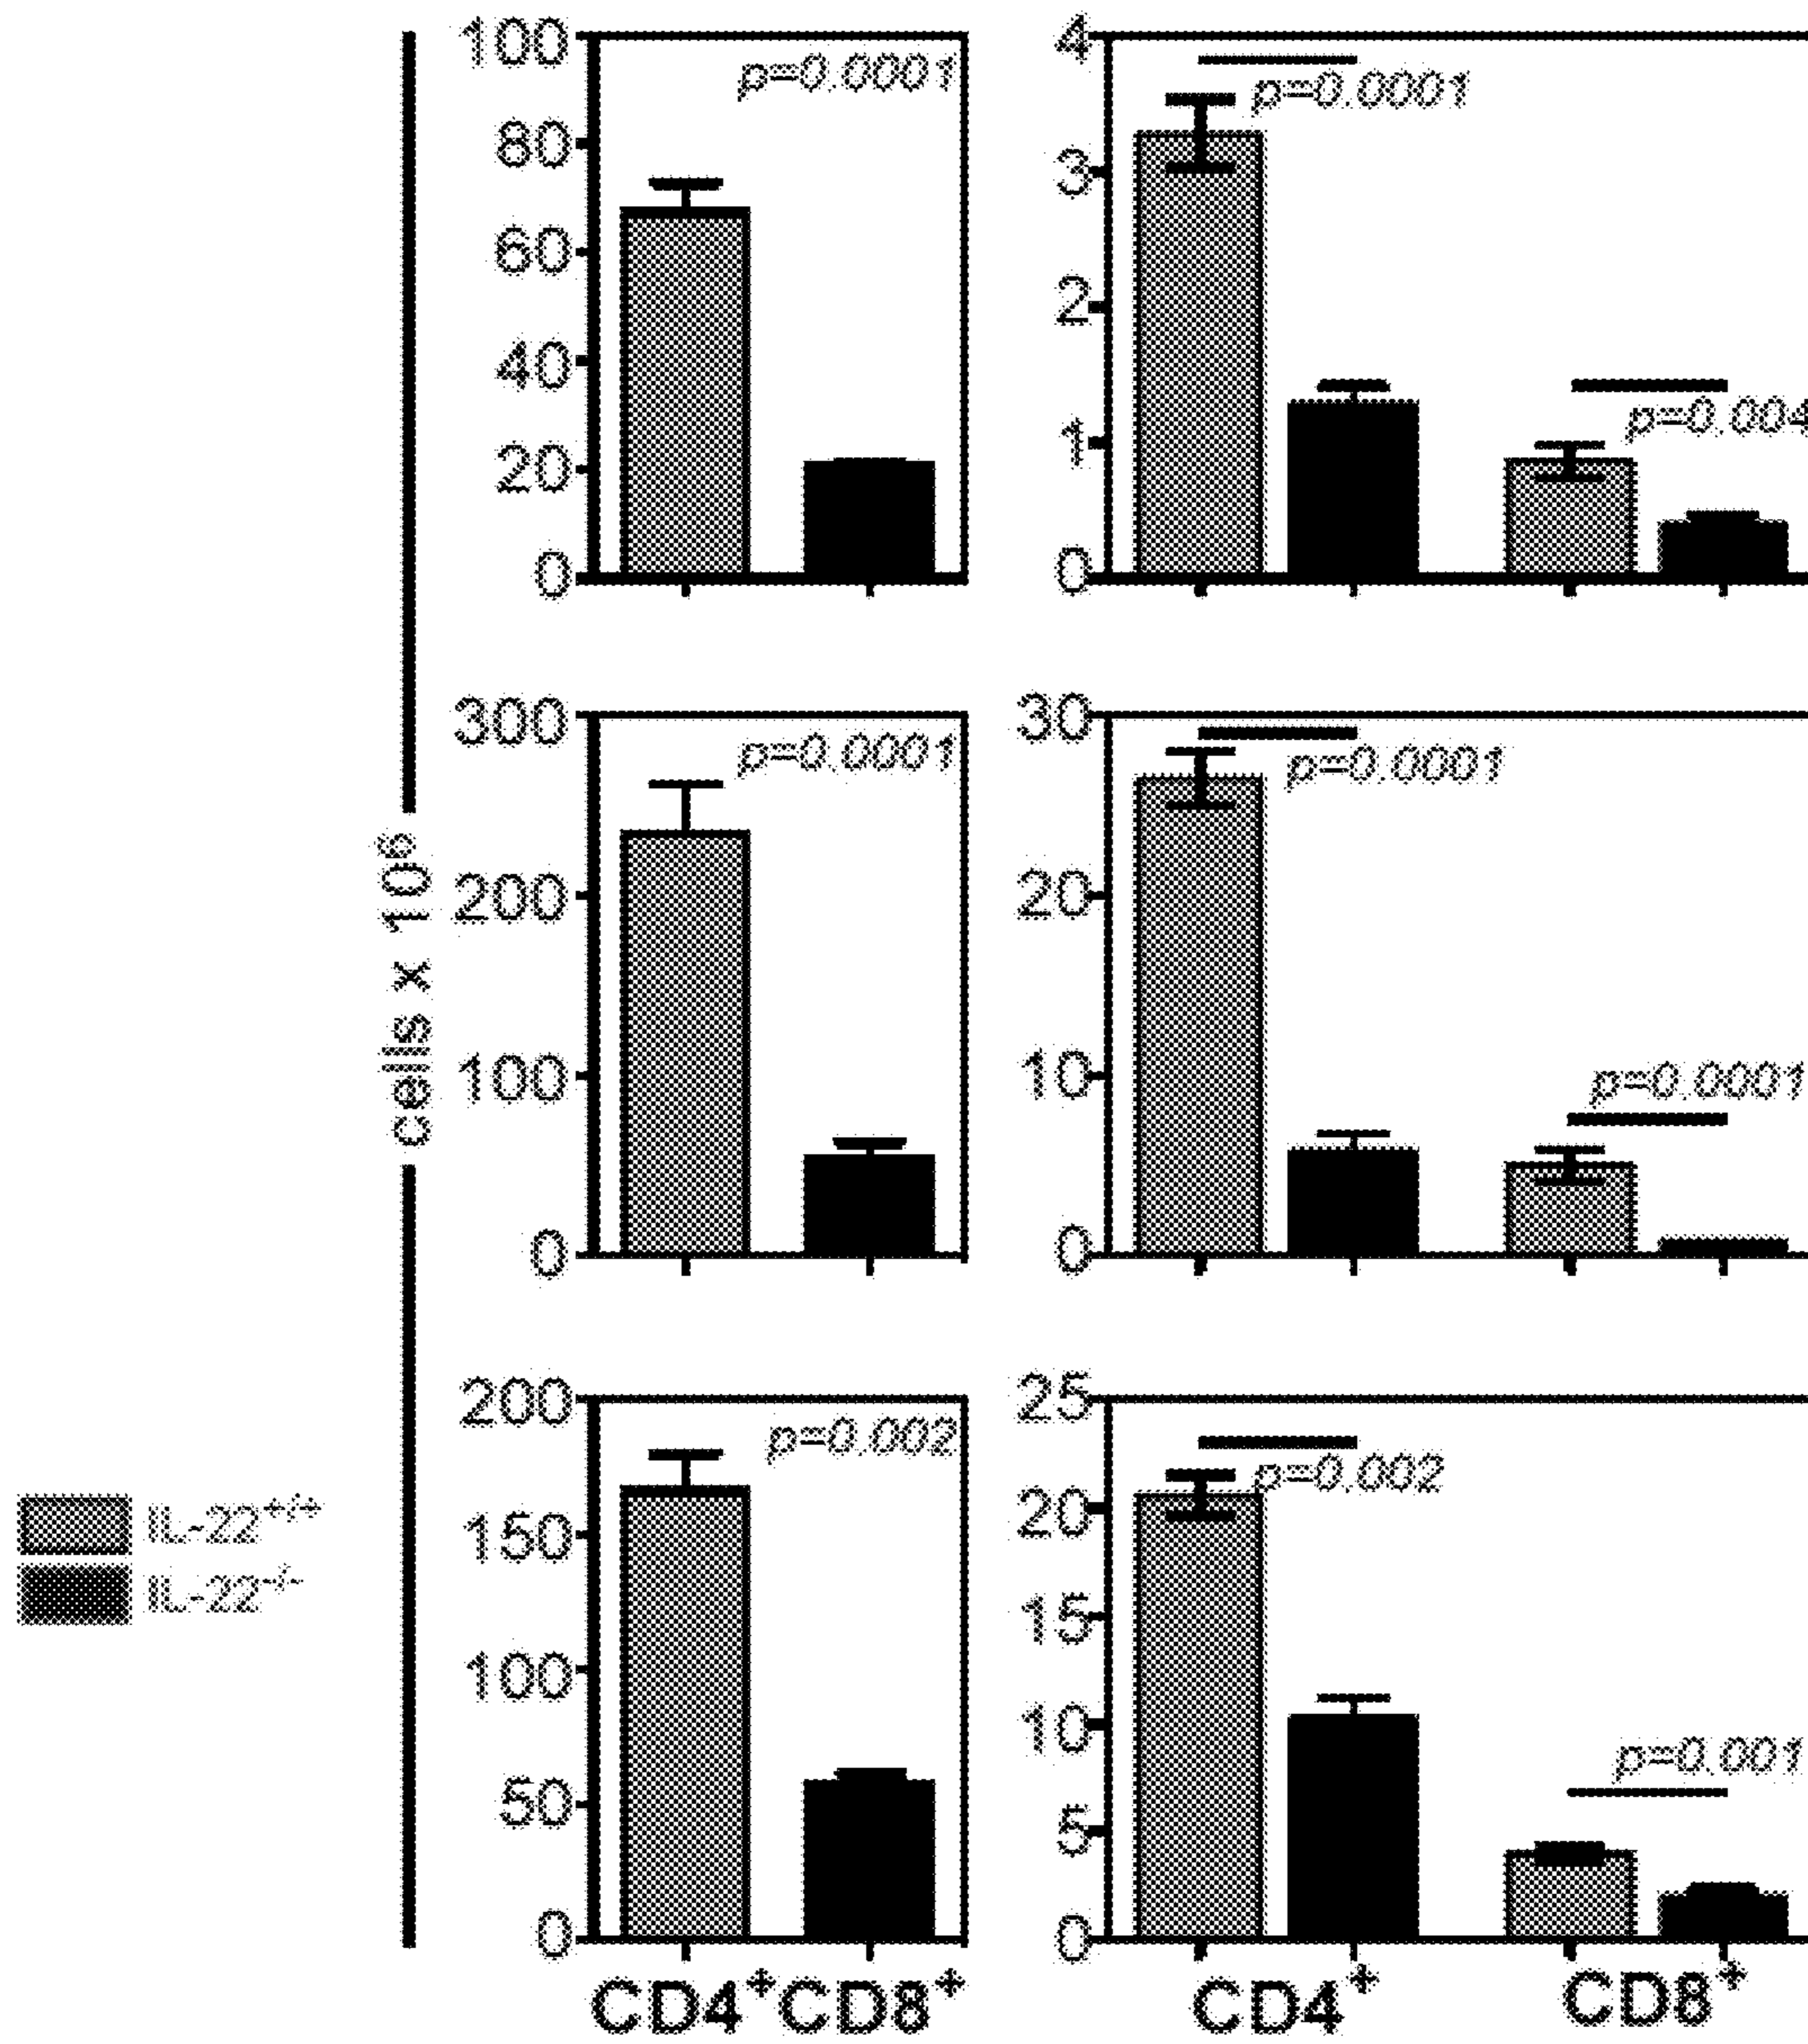 cells x 10⁶
100
80
60
40
20
0
p=0.0001
4
3
2
1
0
p=0.0001
p=0.004
300
200
100
0
p=0.0001
30
20
10
0
p=0.0001
p=0.0001
200
150
100
50
0
p=0.002
25
20
15
10
5
0
p=0.002
p=0.001
IL-22⁺/⁺
IL-22⁻/⁻
CD4⁺CD8⁺
CD4⁺
CD8⁺